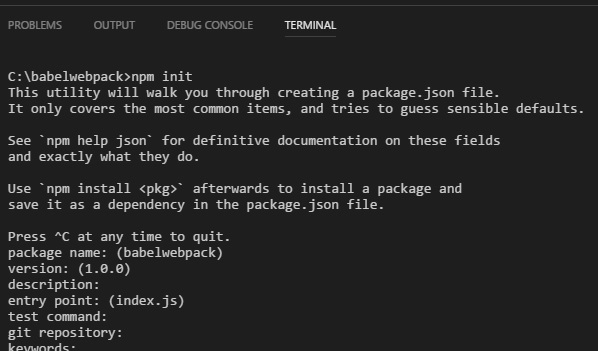 PROBLEMS OUTPUT DEBUG CONSOLE TERMINAL
C:\babelwebpack>npm init
This utility will walk you through creating a package.json file.
It only covers the most common items, and tries to guess sensible defaults.
See `npm help json` for definitive documentation on these fields
and exactly what they do.
Use `npm install <pkg>` afterwards to install a package and
save it as a dependency in the package.json file.
Press ^C at any time to quit.
package name: (babelwebpack)
version: (1.0.0)
description:
entry point: (index.js)
test command:
git repository:
keywords: